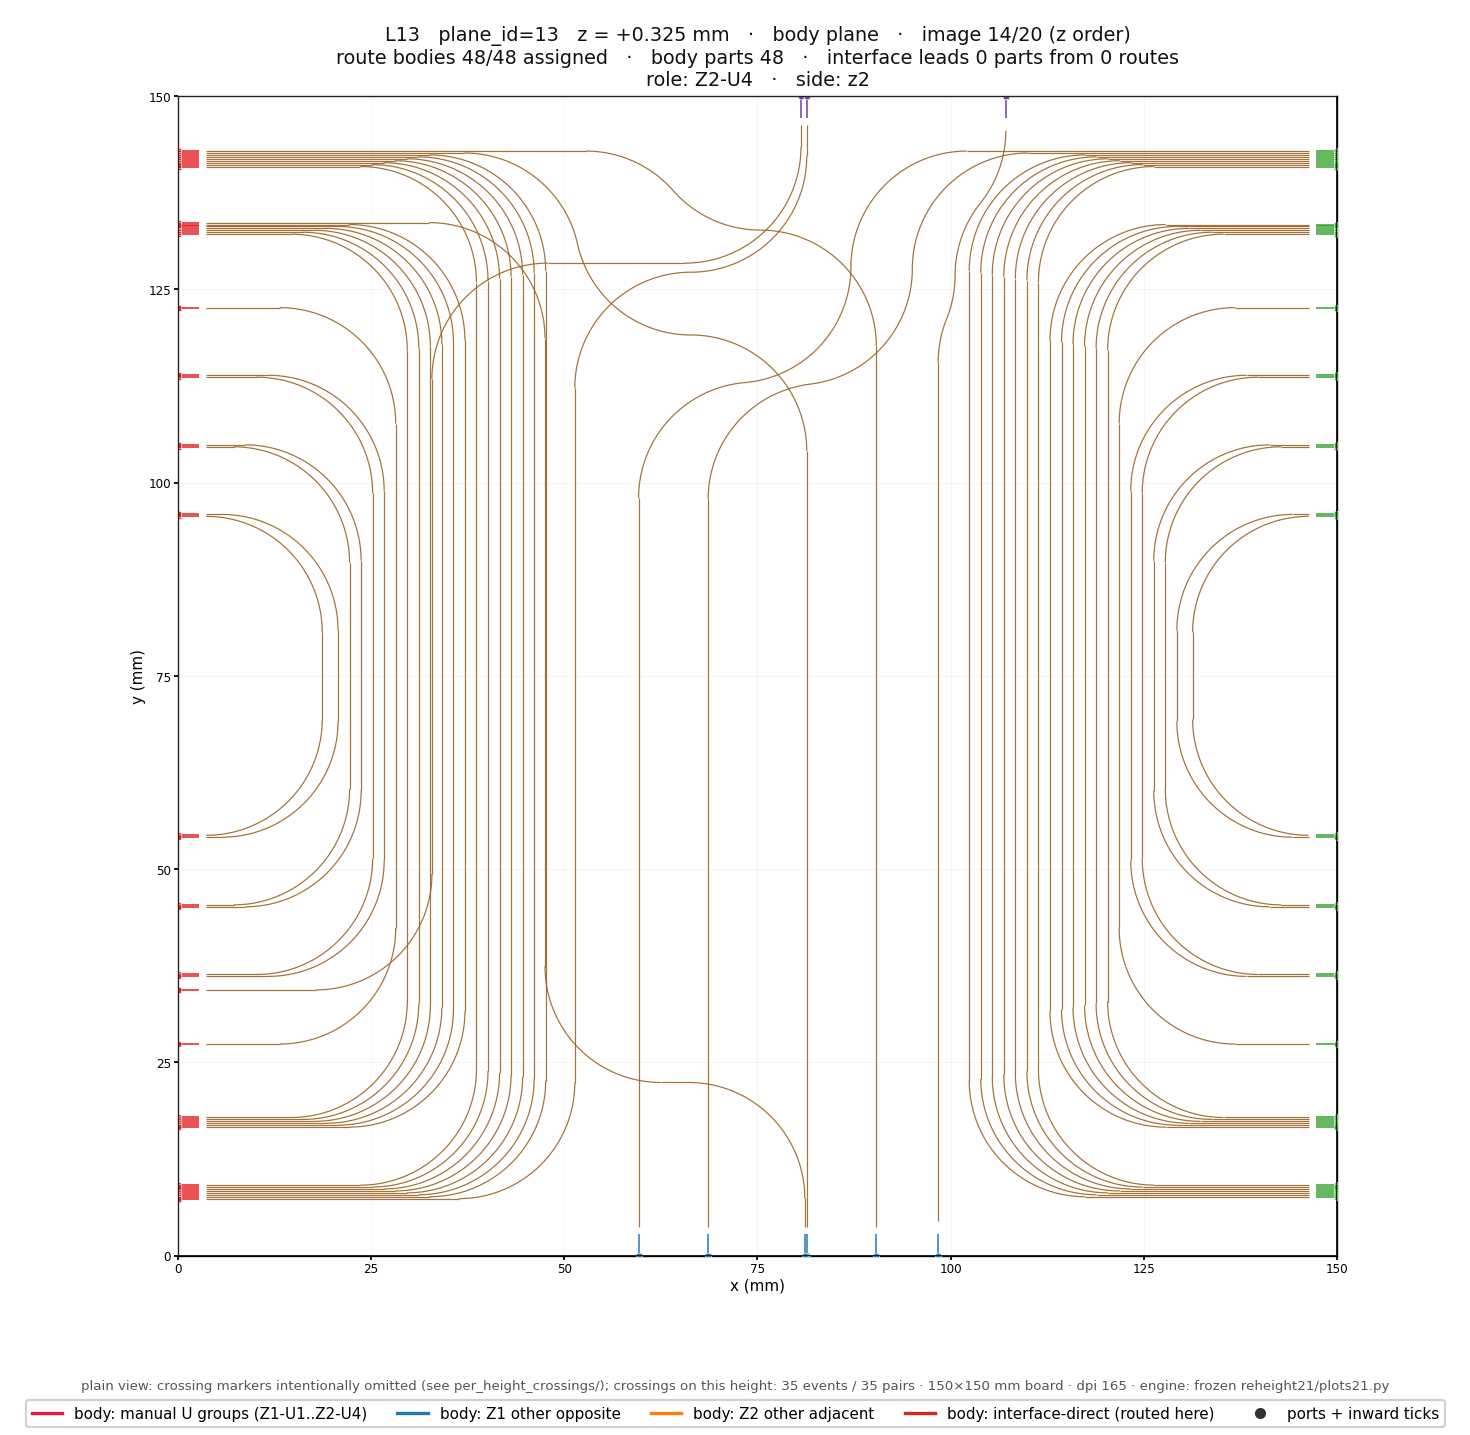 L13   plane_id=13   z = +0.325 mm   ·   body plane   ·   image 14/20 (z order)
route bodies 48/48 assigned   ·   body parts 48   ·   interface leads 0 parts from 0 routes
role: Z2-U4   ·   side: z2
150
125
100
75
50
25
0
y (mm)
0
25
50
75
100
125
150
x (mm)
plain view: crossing markers intentionally omitted (see per_height_crossings/); crossings on this height: 35 events / 35 pairs · 150×150 mm board · dpi 165 · engine: frozen reheight21/plots21.py
body: manual U groups (Z1-U1..Z2-U4)
body: Z1 other opposite
body: Z2 other adjacent
body: interface-direct (routed here)
ports + inward ticks